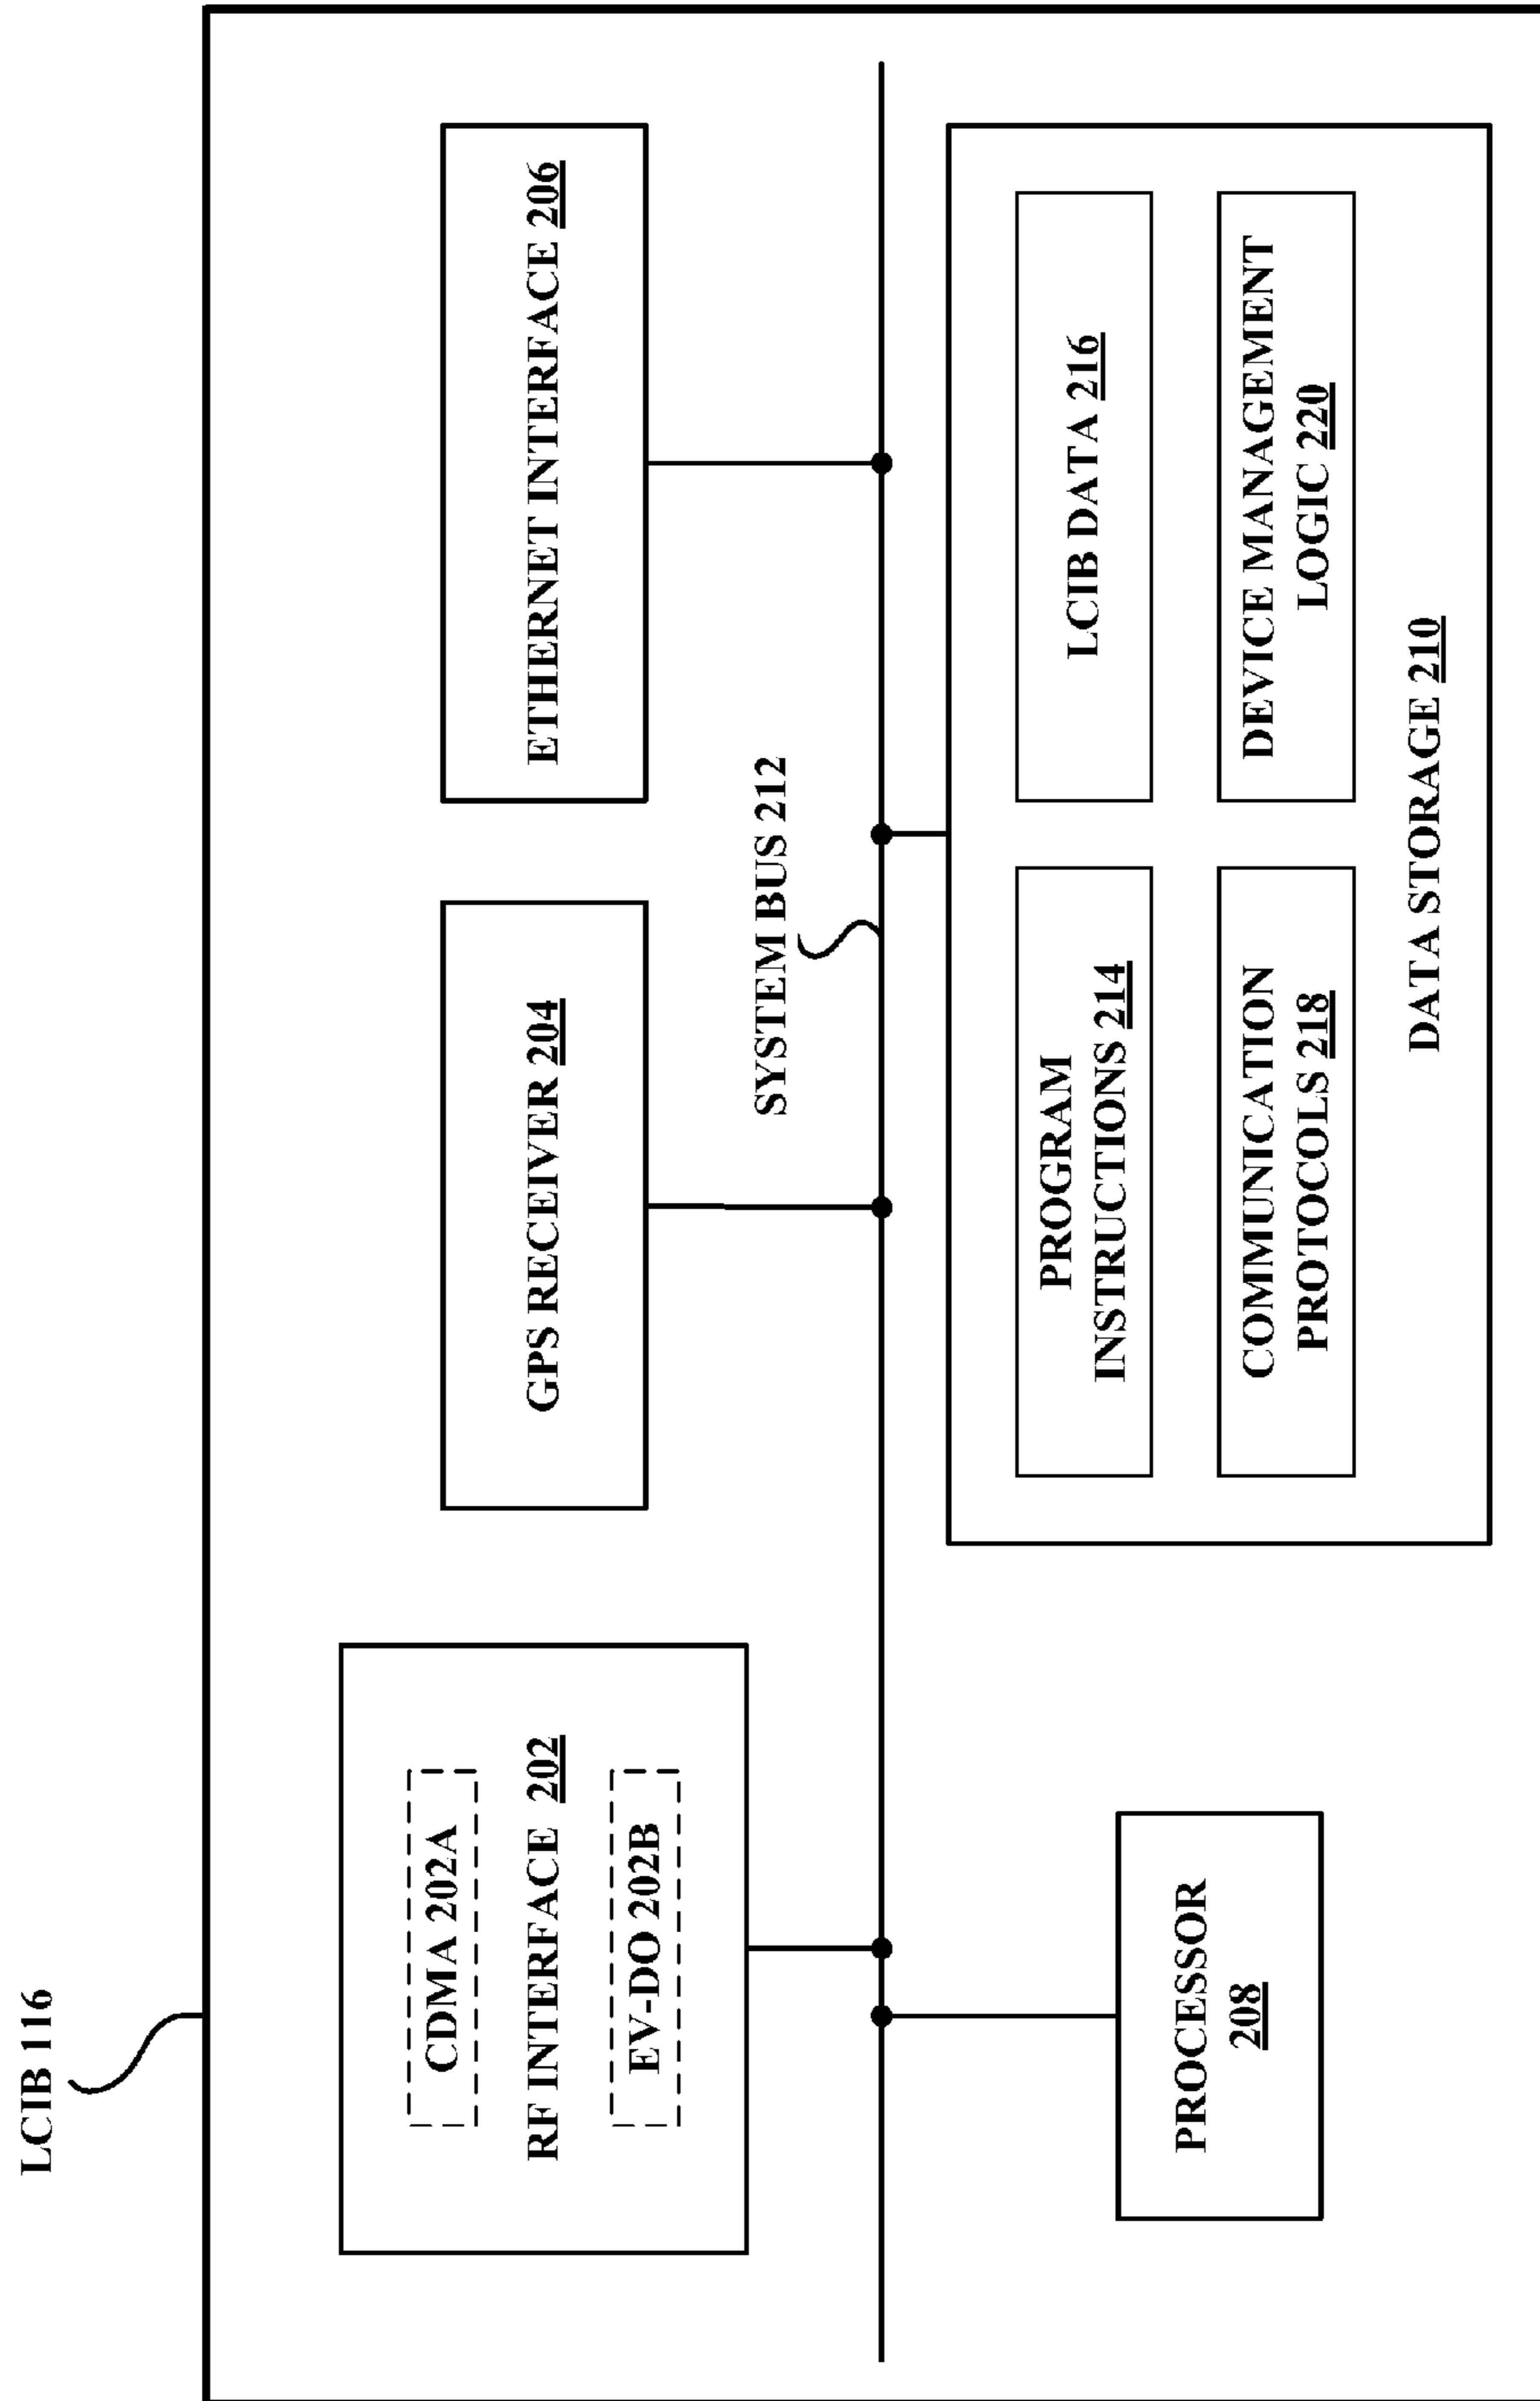 LCIB 116
CDMA 202A
RF INTERFACE 202
EV-DO 202B
GPS RECEIVER 204
ETHERNET INTERFACE 206
SYSTEM BUS 212
PROCESSOR
208
PROGRAM
INSTRUCTIONS 214
LCIB DATA 216
COMMUNICATION
PROTOCOLS 218
DEVICE MANAGEMENT
LOGIC 220
DATA STORAGE 210